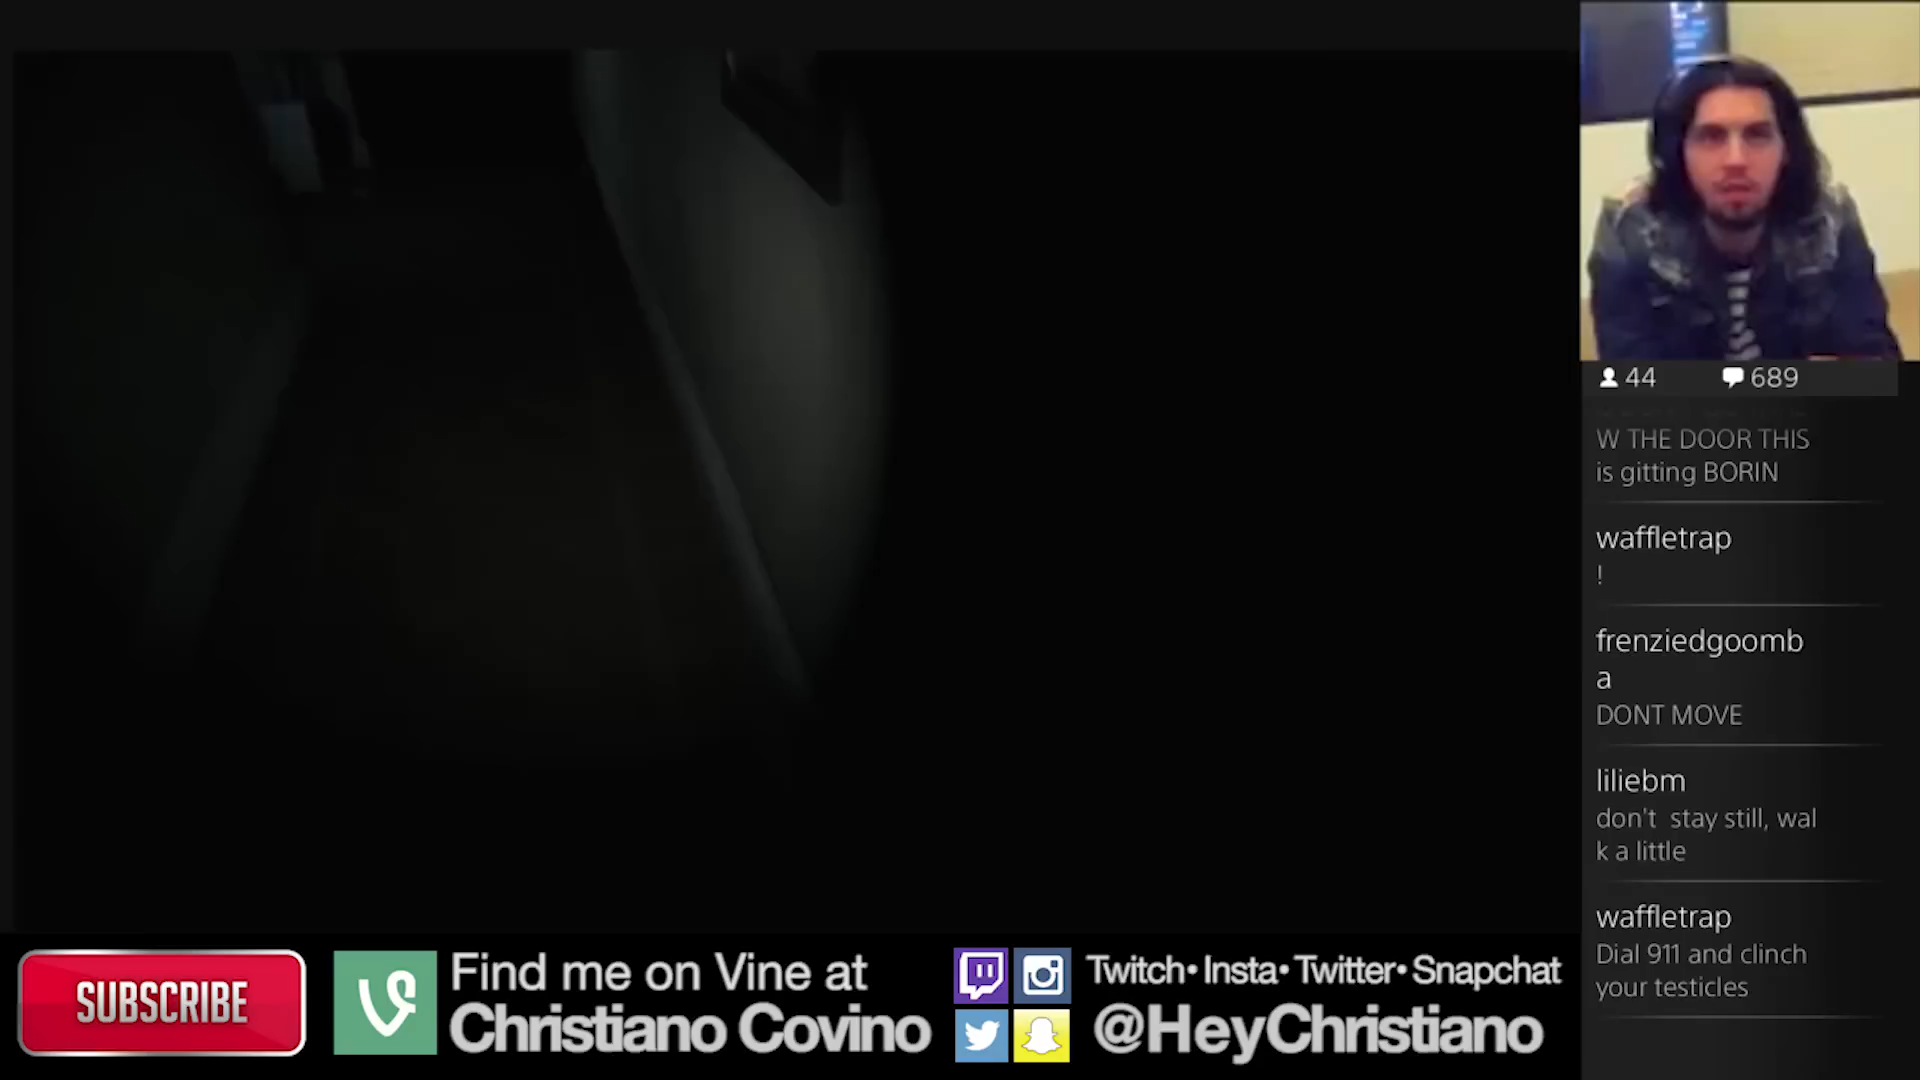 44 689
W THE DOOR THIS
is gitting BORIN
waffletrap
!
frenziedgoomb
a
DONT MOVE
liliebm
don't stay still, wal
k a little
waffletrap
Dial 911 and clinch
your testicles
SUBSCRIBE
Find me on Vine at
Christiano Covino
Twitch• Insta• Twitter• Snapchat
@HeyChristiano